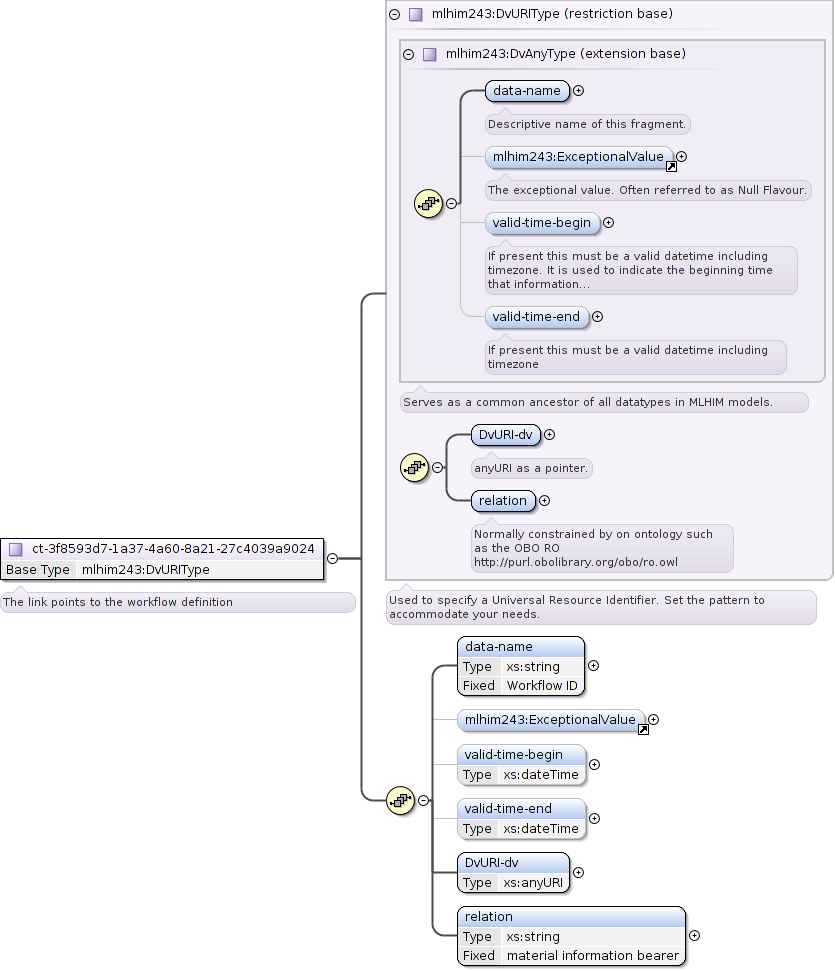 mlhim243:DvURIType (restriction base)
mlhim243:DvAnyType (extension base)
data-name
Descriptive name of this fragment.
mlhim243:ExceptionalValue
The exceptional value. Often referred to as Null Flavour.
valid-time-begin
If present this must be a valid datetime including
timezone. It is used to indicate the beginning time
that information...
valid-time-end
If present this must be a valid datetime including
timezone
Serves as a common ancestor of all datatypes in MLHIM models.
DvURI-dv
anyURI as a pointer.
relation
Normally constrained by on ontology such
as the OBO RO
http://purl.obolibrary.org/obo/ro.owl
ct-3f8593d7-1a37-4a60-8a21-27c4039a9024
Base Type mlhim243:DvURIType
The link points to the workflow definition
Used to specify a Universal Resource Identifier. Set the pattern to
accommodate your needs.
data-name
Type xs:string
Fixed Workflow ID
mlhim243:ExceptionalValue
valid-time-begin
Type xs:dateTime
valid-time-end
Type xs:dateTime
DvURI-dv
Type xs:anyURI
relation
Type xs:string
Fixed material information bearer